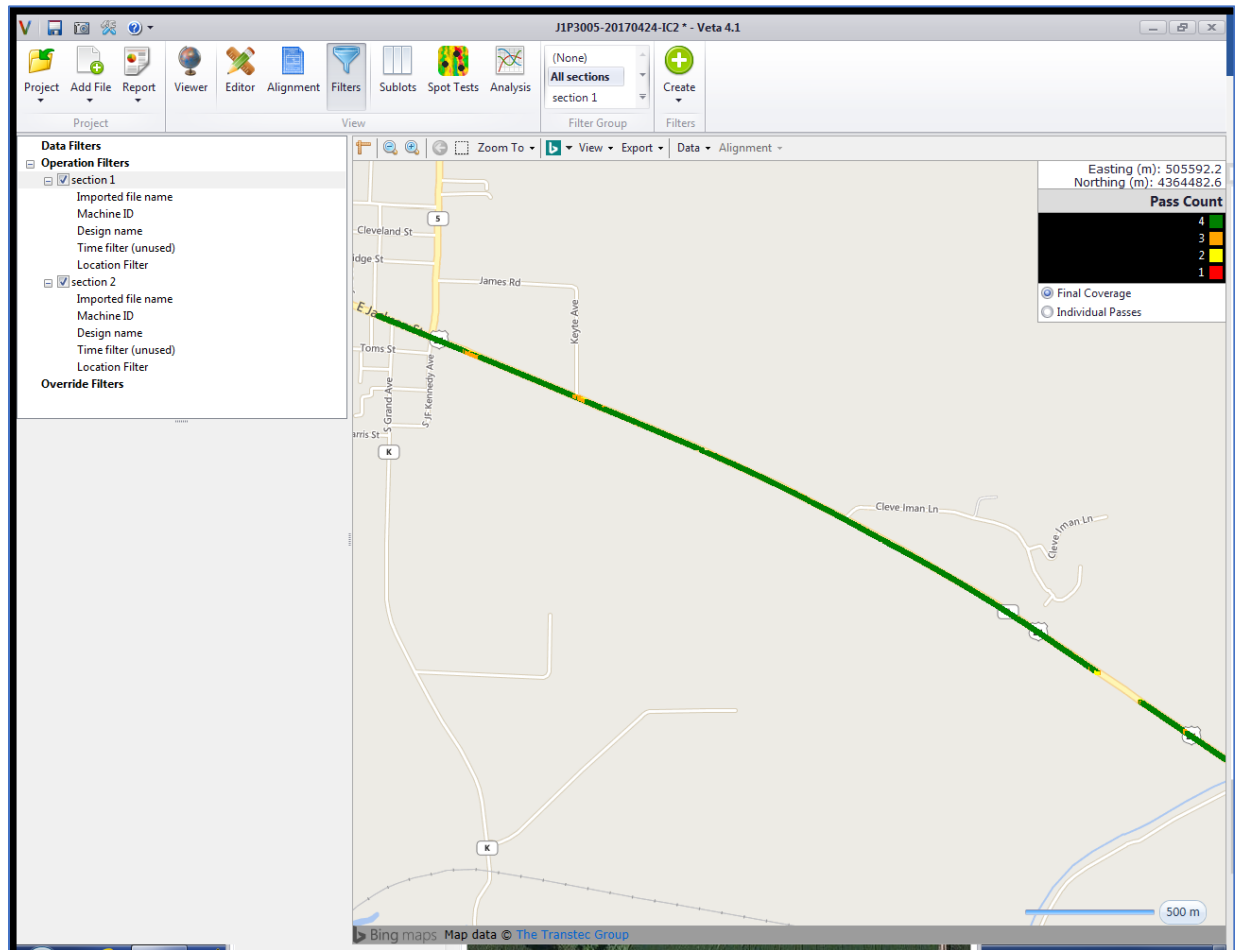 J1P3005-20170424-IC2 * - Veta 4.1
Project
Add File
Report
Viewer
Editor
Alignment
Filters
Sublots
Spot Tests
Analysis
(None)
All sections
section 1
Create
Project
View
Filter Group
Filters
Data Filters
Operation Filters
section 1
Imported file name
Machine ID
Design name
Time filter (unused)
Location Filter
section 2
Imported file name
Machine ID
Design name
Time filter (unused)
Location Filter
Override Filters
Zoom To
View
Export
Data
Alignment
Easting (m): 505592.2
Northing (m): 4364482.6
Pass Count
4
3
2
1
Final Coverage
Individual Passes
5
Cleveland St
idge St
James Rd
Keyte Ave
E Jackson St
Toms St
S JF Kennedy Ave
S Grand Ave
arris St
K
Cleve Iman Ln
Cleve Iman Ln
K
500 m
Bing maps Map data © The Transtec Group